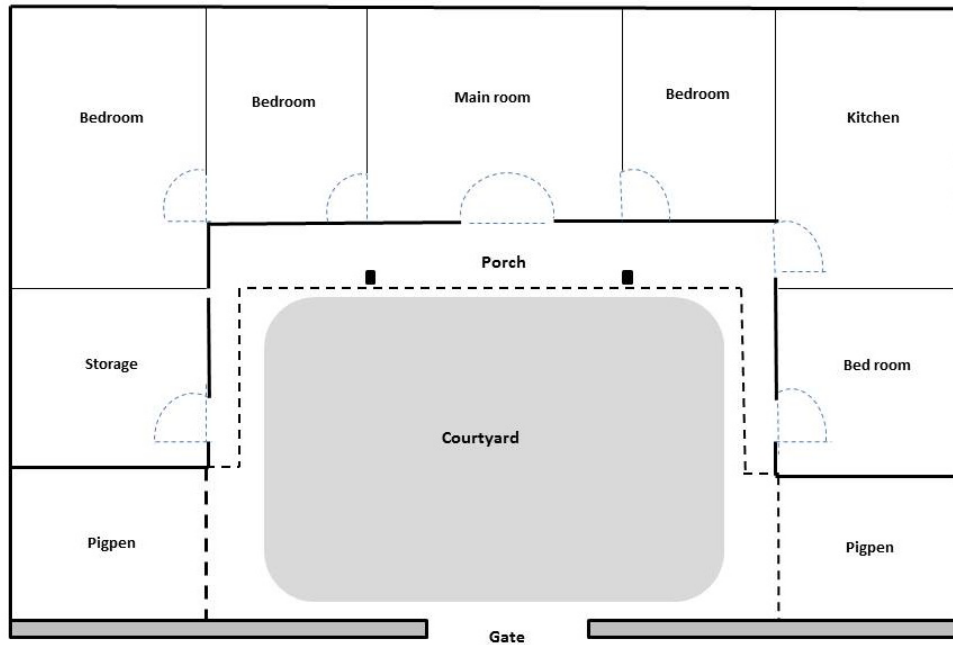 Bedroom
Bedroom
Main room
Bedroom
Kitchen
Porch
Storage
Bed room
Courtyard
Pigpen
Pigpen
Gate